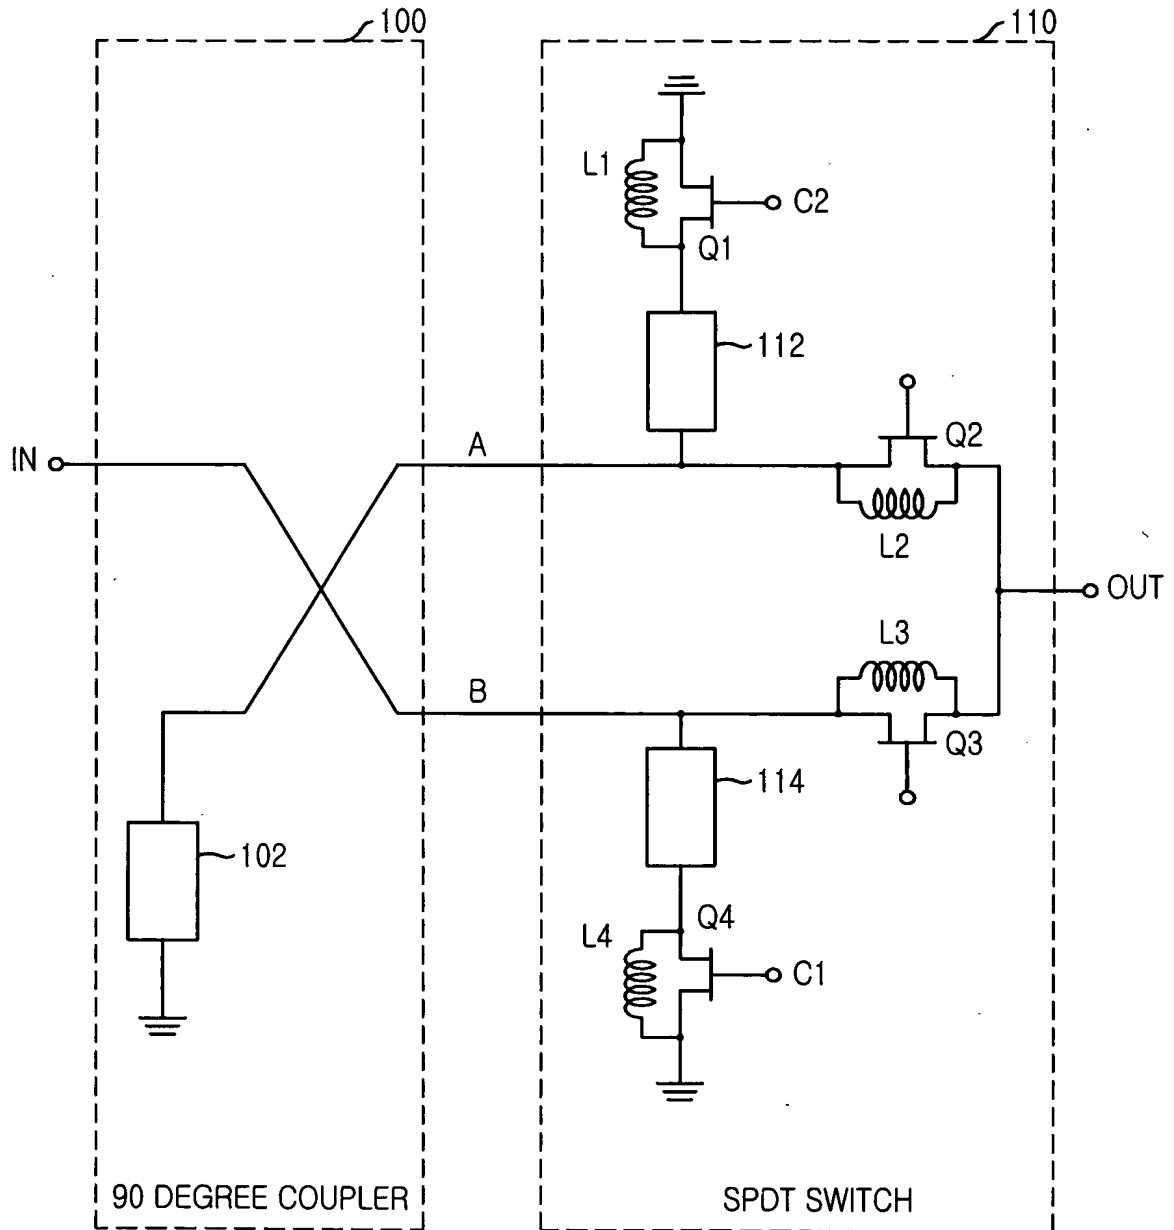 100
110
L1
C2
Q1
112
A
Q2
IN
L2
OUT
L3
B
Q3
114
102
Q4
L4
C1
90 DEGREE COUPLER
SPDT SWITCH